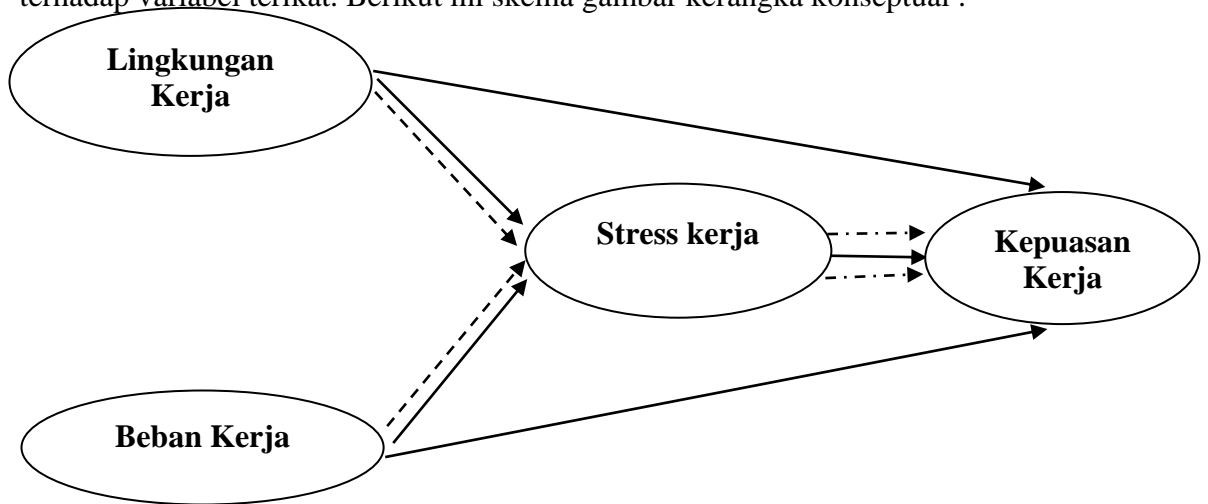 terhadap variabel terikat. Berikut ini skema gambar kerangka konseptual :
Lingkungan
Kerja
Stress kerja
Kepuasan
Kerja
Beban Kerja